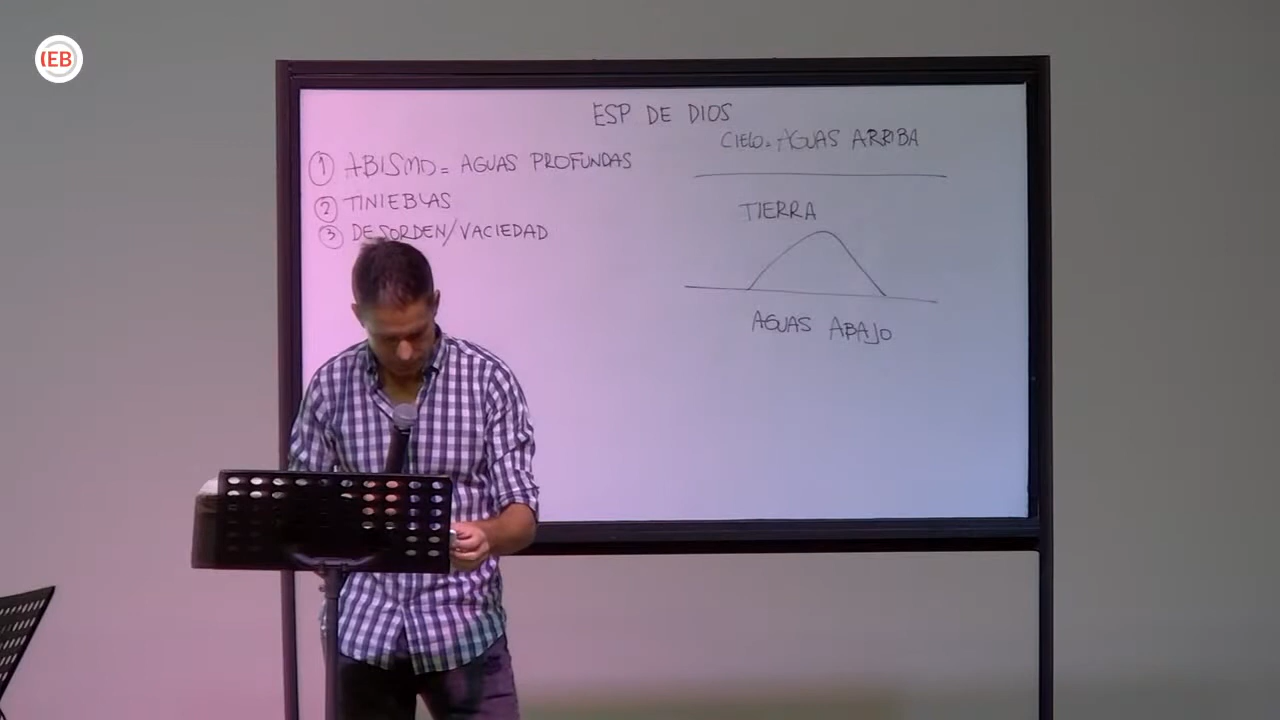 IEB
ESP DE DIOS
① ABISMO = AGUAS PROFUNDAS
② TINIEBLAS
③ DESORDEN/VACIEDAD
CIELO = AGUAS ARRIBA
TIERRA
AGUAS ABAJO